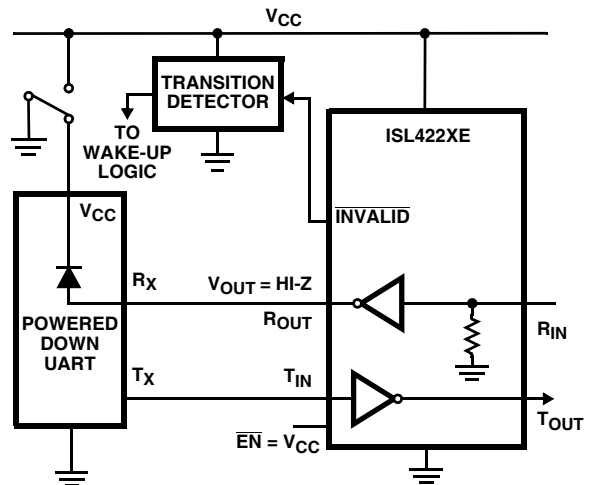 VCC
TRANSITION
DETECTOR
TO
WAKE-UP
LOGIC
ISL422XE
INVALID
VCC
RX
VOUT = HI-Z
ROUT
RIN
POWERED
DOWN
UART
TX
TIN
TOUT
EN = VCC